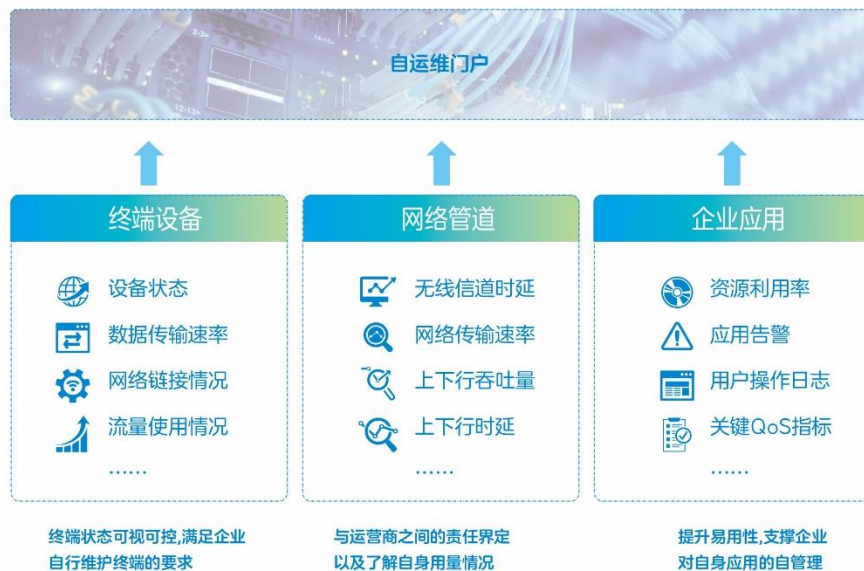 自运维门户
终端设备
设备状态
数据传输速率
网络链接情况
流量使用情况
……
终端状态可视可控,满足企业
自行维护终端的要求
网络管道
无线信道时延
网络传输速率
上下行吞吐量
上下行时延
……
与运营商之间的责任界定
以及了解自身用量情况
企业应用
资源利用率
应用告警
用户操作日志
关键QoS指标
……
提升易用性,支撑企业
对自身应用的自管理